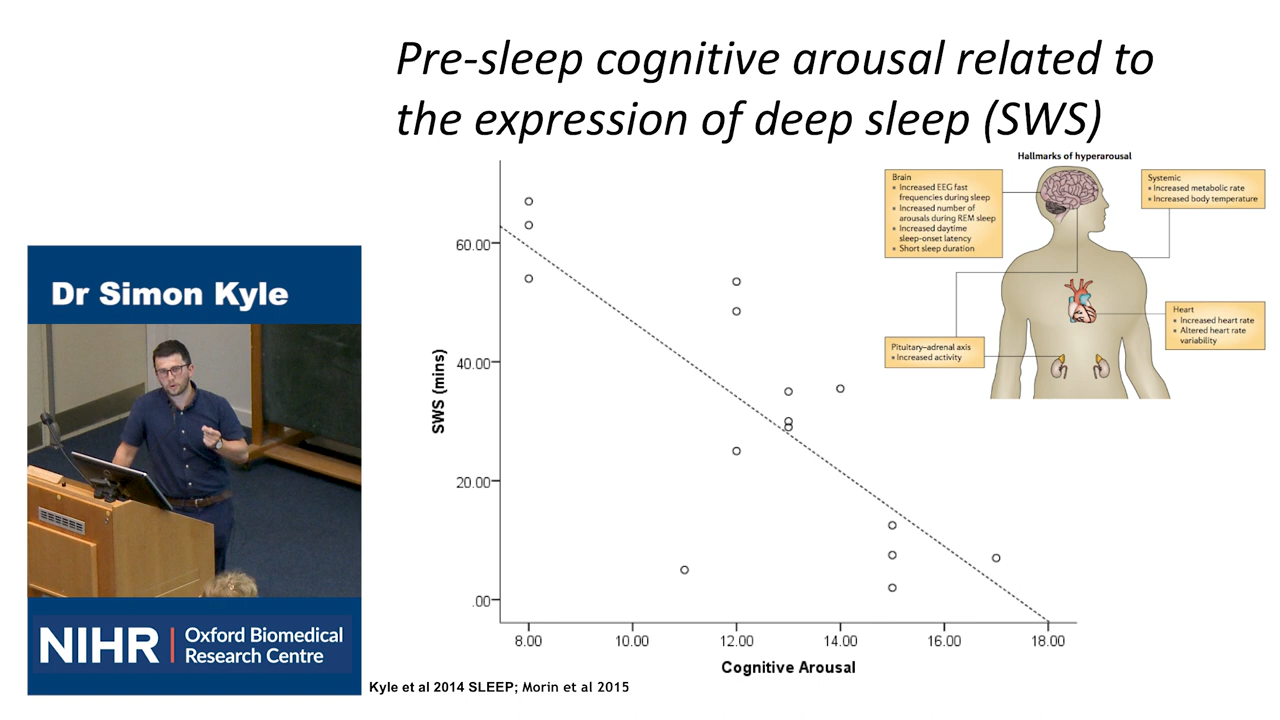 Pre-sleep cognitive arousal related to
the expression of deep sleep (SWS)
Hallmarks of hyperarousal
Brain
• Increased EEG fast
frequencies during sleep
• Increased number of
arousals during REM sleep
• Increased daytime
sleep-onset latency
• Short sleep duration
Systemic
• Increased metabolic rate
• Increased body temperature
Heart
• Increased heart rate
• Altered heart rate
variability
Pituitary–adrenal axis
• Increased activity
Dr Simon Kyle
NIHR | Oxford Biomedical
Research Centre
SWS (mins)
60.00
40.00
20.00
.00
8.00 10.00 12.00 14.00 16.00 18.00
Cognitive Arousal
Kyle et al 2014 SLEEP; Morin et al 2015